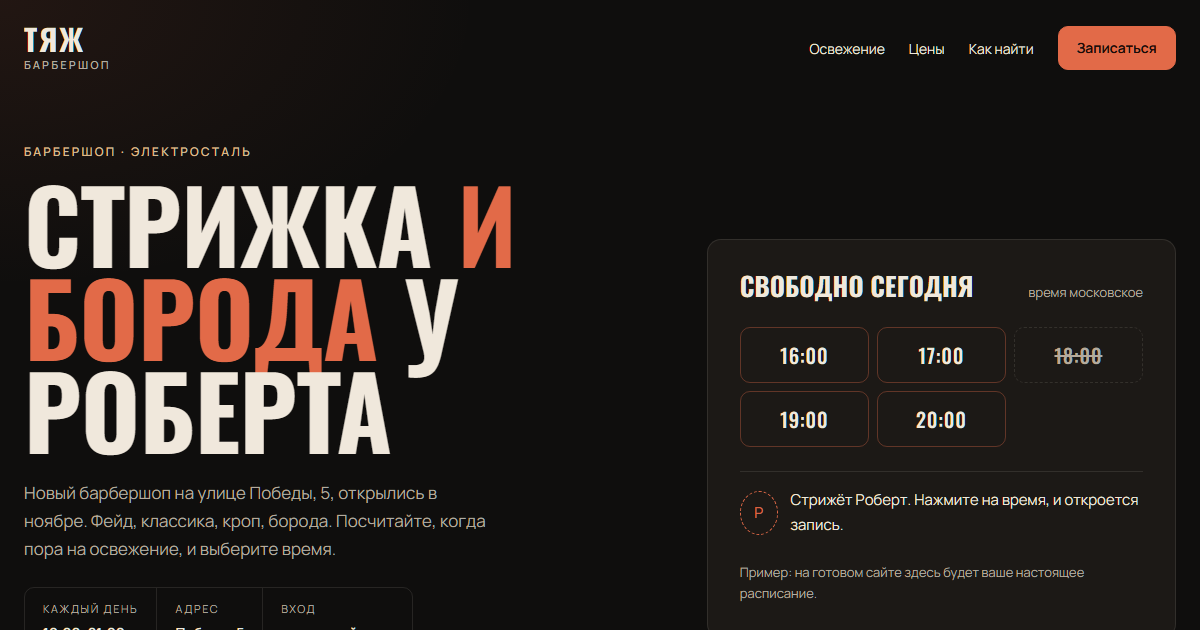 ТЯЖ
БАРБЕРШОП
Освежение
Цены
Как найти
Записаться
БАРБЕРШОП · ЭЛЕКТРОСТАЛЬ
СТРИЖКА И
БОРОДА У
РОБЕРТА
Новый барбершоп на улице Победы, 5, открылись в
ноябре. Фейд, классика, кроп, борода. Посчитайте, когда
пора на освежение, и выберите время.
КАЖДЫЙ ДЕНЬ
АДРЕС
ВХОД
СВОБОДНО СЕГОДНЯ
время московское
16:00
17:00
18:00
19:00
20:00
Р
Стрижёт Роберт. Нажмите на время, и откроется
запись.
Пример: на готовом сайте здесь будет ваше настоящее
расписание.